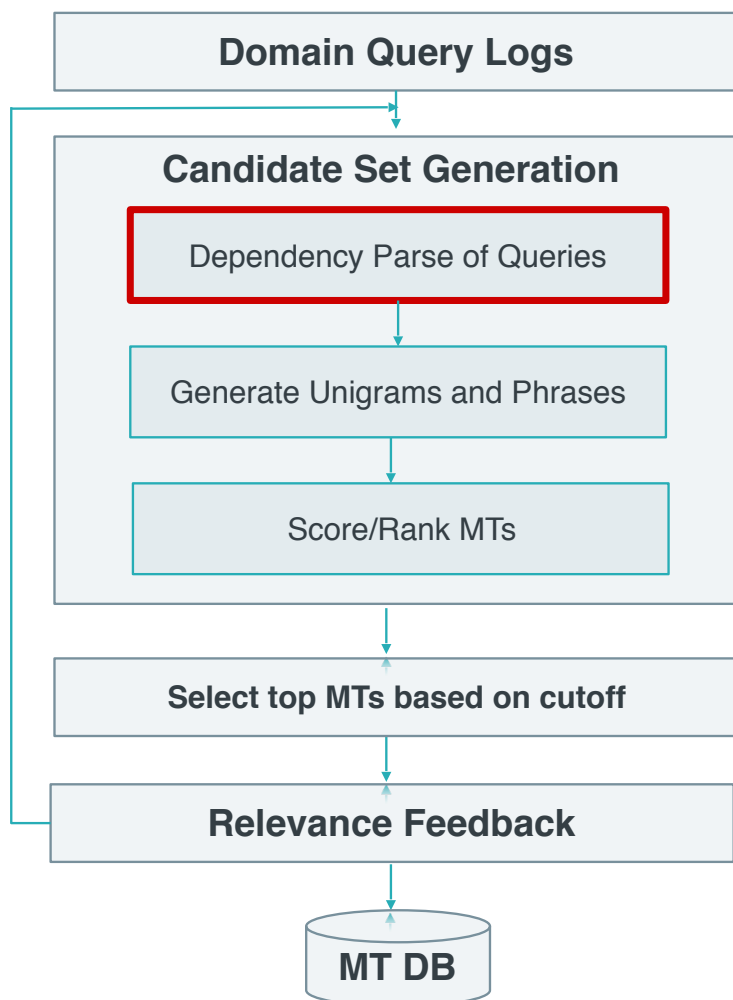 Domain Query Logs
Candidate Set Generation
Dependency Parse of Queries
Generate Unigrams and Phrases
Score/Rank MTs
Select top MTs based on cutoff
Relevance Feedback
MT DB